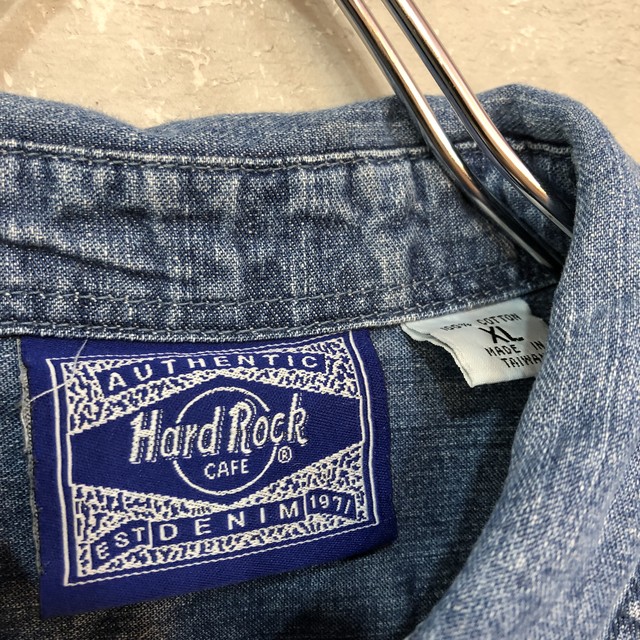 AUTHENTIC
Hard Rock
CAFE ®
EST DENIM 1971
100% COTTON
XL
MADE IN
TAIWAN